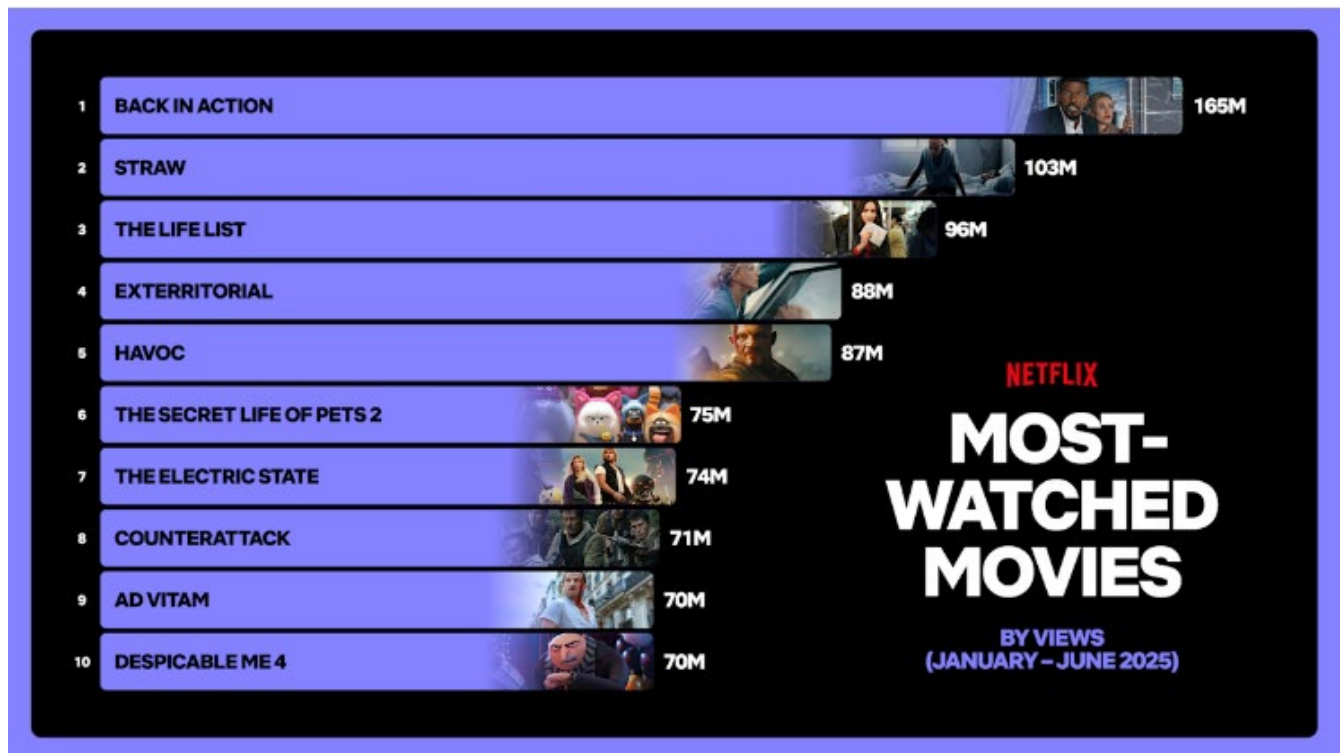 1 BACK IN ACTION 165M
2 STRAW 103M
3 THE LIFE LIST 96M
4 EXTERRITORIAL 88M
5 HAVOC 87M
6 THE SECRET LIFE OF PETS 2 75M
7 THE ELECTRIC STATE 74M
8 COUNTERATTACK 71M
9 AD VITAM 70M
10 DESPICABLE ME 4 70M
NETFLIX
MOST-
WATCHED
MOVIES
BY VIEWS
(JANUARY – JUNE 2025)